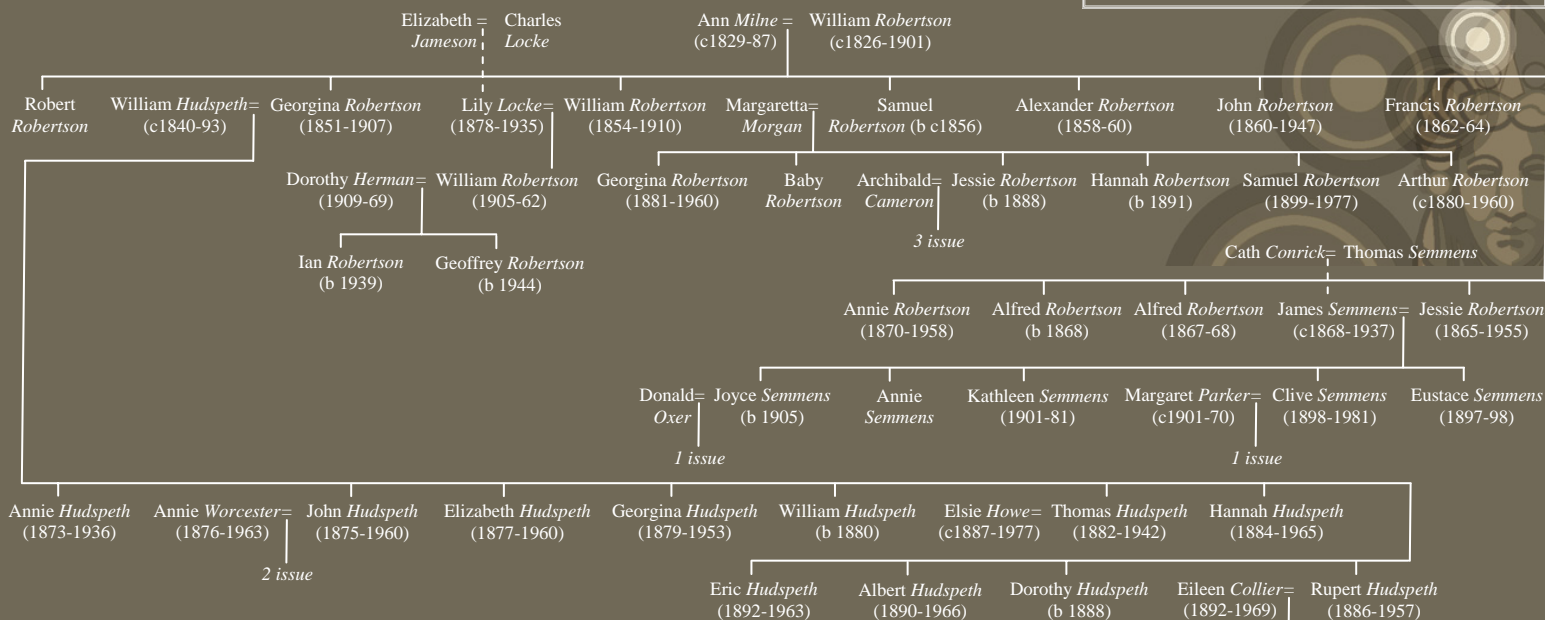 Elizabeth = Charles Ann Milne = William Robertson
Jameson Locke (c1829-87) (c1826-1901)
Robert William Hudspeth= Georgina Robertson Lily Locke= William Robertson Margaretta= Samuel Alexander Robertson John Robertson Francis Robertson
Robertson (c1840-93) (1851-1907) (1878-1935) (1854-1910) Morgan Robertson (b c1856) (1858-60) (1860-1947) (1862-64)
Dorothy Herman= William Robertson Georgina Robertson Baby Archibald= Jessie Robertson Hannah Robertson Samuel Robertson Arthur Robertson
(1909-69) (1905-62) (1881-1960) Robertson Cameron (b 1888) (b 1891) (1899-1977) (c1880-1960)
3 issue
Ian Robertson Geoffrey Robertson Cath Conrick= Thomas Semmens
(b 1939) (b 1944)
Annie Robertson Alfred Robertson Alfred Robertson James Semmens= Jessie Robertson
(1870-1958) (b 1868) (1867-68) (c1868-1937) (1865-1955)
Donald= Joyce Semmens Annie Kathleen Semmens Margaret Parker= Clive Semmens Eustace Semmens
Oxer (b 1905) Semmens (1901-81) (c1901-70) (1898-1981) (1897-98)
1 issue 1 issue
Annie Hudspeth Annie Worcester= John Hudspeth Elizabeth Hudspeth Georgina Hudspeth William Hudspeth Elsie Howe= Thomas Hudspeth Hannah Hudspeth
(1873-1936) (1876-1963) (1875-1960) (1877-1960) (1879-1953) (b 1880) (c1887-1977) (1882-1942) (1884-1965)
2 issue
Eric Hudspeth Albert Hudspeth Dorothy Hudspeth Eileen Collier= Rupert Hudspeth
(1892-1963) (1890-1966) (b 1888) (1892-1969) (1886-1957)